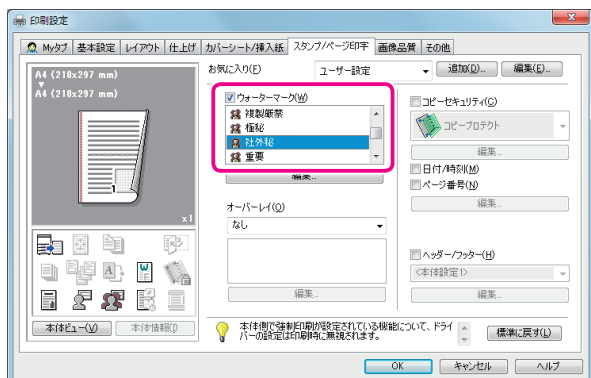 印刷設定
Myタブ 基本設定 レイアウト 仕上げ カバーシート/挿入紙 スタンプ/ページ印字 画像品質 その他
A4 (210x297 mm)
A4 (210x297 mm)
1
x1
本体ビュー(V) 本体情報(I)
お気に入り(F) ユーザー設定 追加(D)... 編集(E)...
ウォーターマーク(W)
複製厳禁
極秘
社外秘
重要
編集...
オーバーレイ(O)
なし
編集...
コピーセキュリティ(C)
コピープロテクト
編集...
日付/時刻(M)
ページ番号(N)
編集...
ヘッダー/フッター(H)
<本体設定1>
編集...
本体側で強制印刷が設定されている機能について、ドライ
バーの設定は印刷時に無視されます。
標準に戻す(L)
OK キャンセル ヘルプ